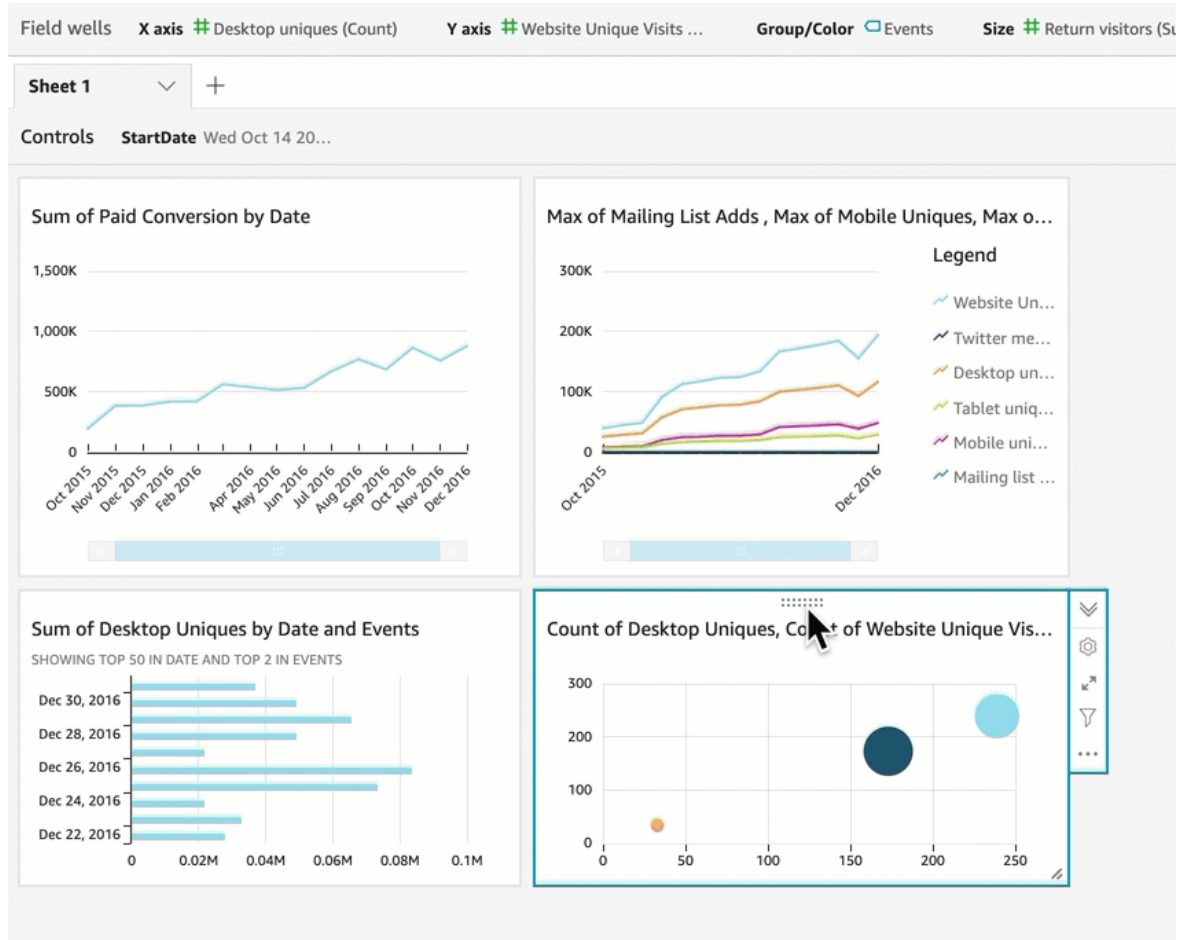 Field wells X axis Desktop uniques (Count) Y axis Website Unique Visits ... Group/Color Events Size Return visitors (Su
Sheet 1
Controls StartDate Wed Oct 14 20...
Sum of Paid Conversion by Date
1,500K
1,000K
500K
0
Oct 2015
Nov 2015
Dec 2015
Jan 2016
Feb 2016
Apr 2016
May 2016
Jun 2016
Jul 2016
Aug 2016
Sep 2016
Oct 2016
Nov 2016
Dec 2016
Max of Mailing List Adds , Max of Mobile Uniques, Max o...
300K
200K
100K
0
Oct 2015
Dec 2016
Legend
Website Un...
Twitter me...
Desktop un...
Tablet uniq...
Mobile uni...
Mailing list ...
Sum of Desktop Uniques by Date and Events
SHOWING TOP 50 IN DATE AND TOP 2 IN EVENTS
Dec 30, 2016
Dec 28, 2016
Dec 26, 2016
Dec 24, 2016
Dec 22, 2016
0 0.02M 0.04M 0.06M 0.08M 0.1M
Count of Desktop Uniques, of Website Unique Vis...
300
200
100
0
0 50 100 150 200 250